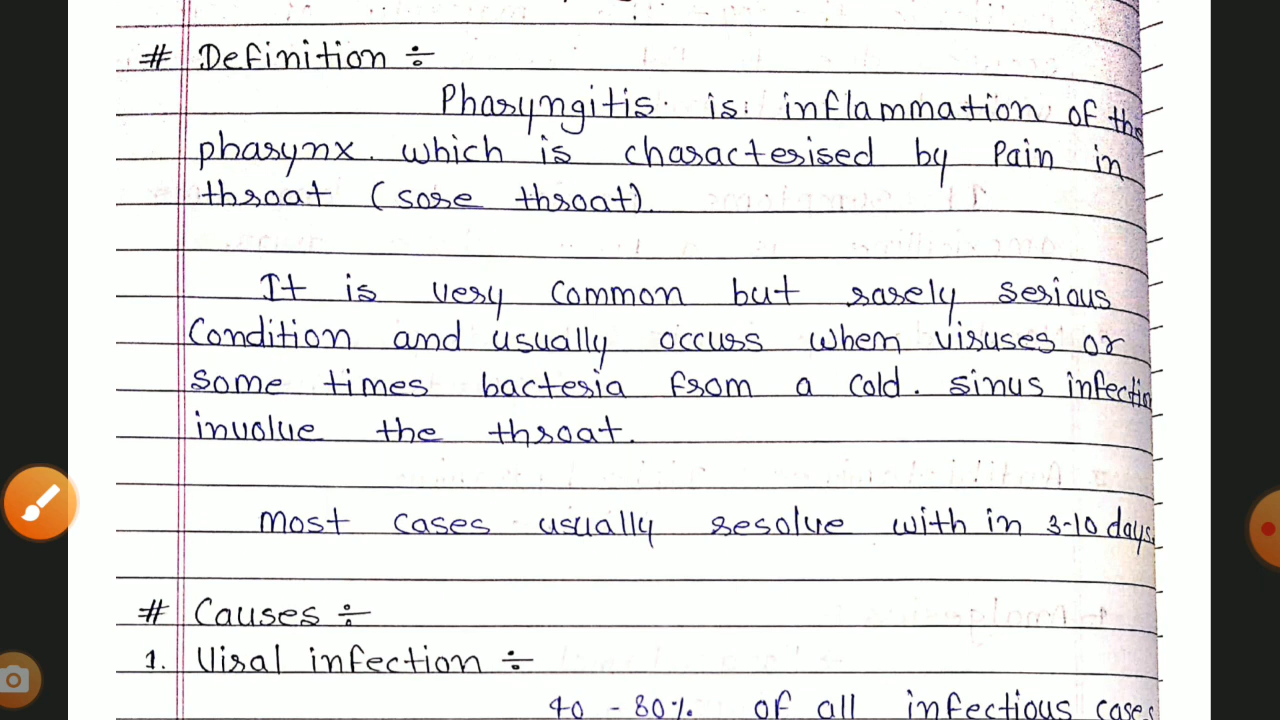 # Definition ÷
Pharyngitis is inflammation of the
pharynx. which is characterised by Pain in
throat (sore throat).
It is very common but rarely serious
Condition and usually occurs when viruses or
some times bacteria from a cold. sinus infection
involve the throat.
Most cases usually resolve with in 3-10 days.
# Causes ÷
1. Viral infection ÷
40 - 80% of all infectious cases